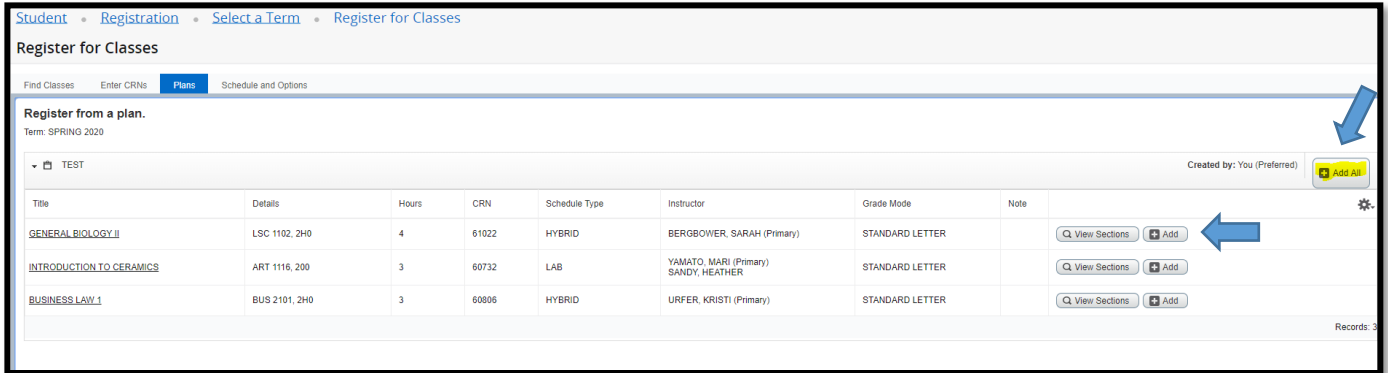 Student • Registration • Select a Term • Register for Classes
Register for Classes
Find Classes Enter CRNs Plans Schedule and Options
Register from a plan.
Term: SPRING 2020
TEST Created by: You (Preferred) Add All
Title Details Hours CRN Schedule Type Instructor Grade Mode Note
GENERAL BIOLOGY II LSC 1102, 2H0 4 61022 HYBRID BERGBOWER, SARAH (Primary) STANDARD LETTER View Sections Add
INTRODUCTION TO CERAMICS ART 1116, 200 3 60732 LAB YAMATO, MARI (Primary) STANDARD LETTER View Sections Add
SANDY, HEATHER
BUSINESS LAW 1 BUS 2101, 2H0 3 60806 HYBRID URFER, KRISTI (Primary) STANDARD LETTER View Sections Add
Records: 3